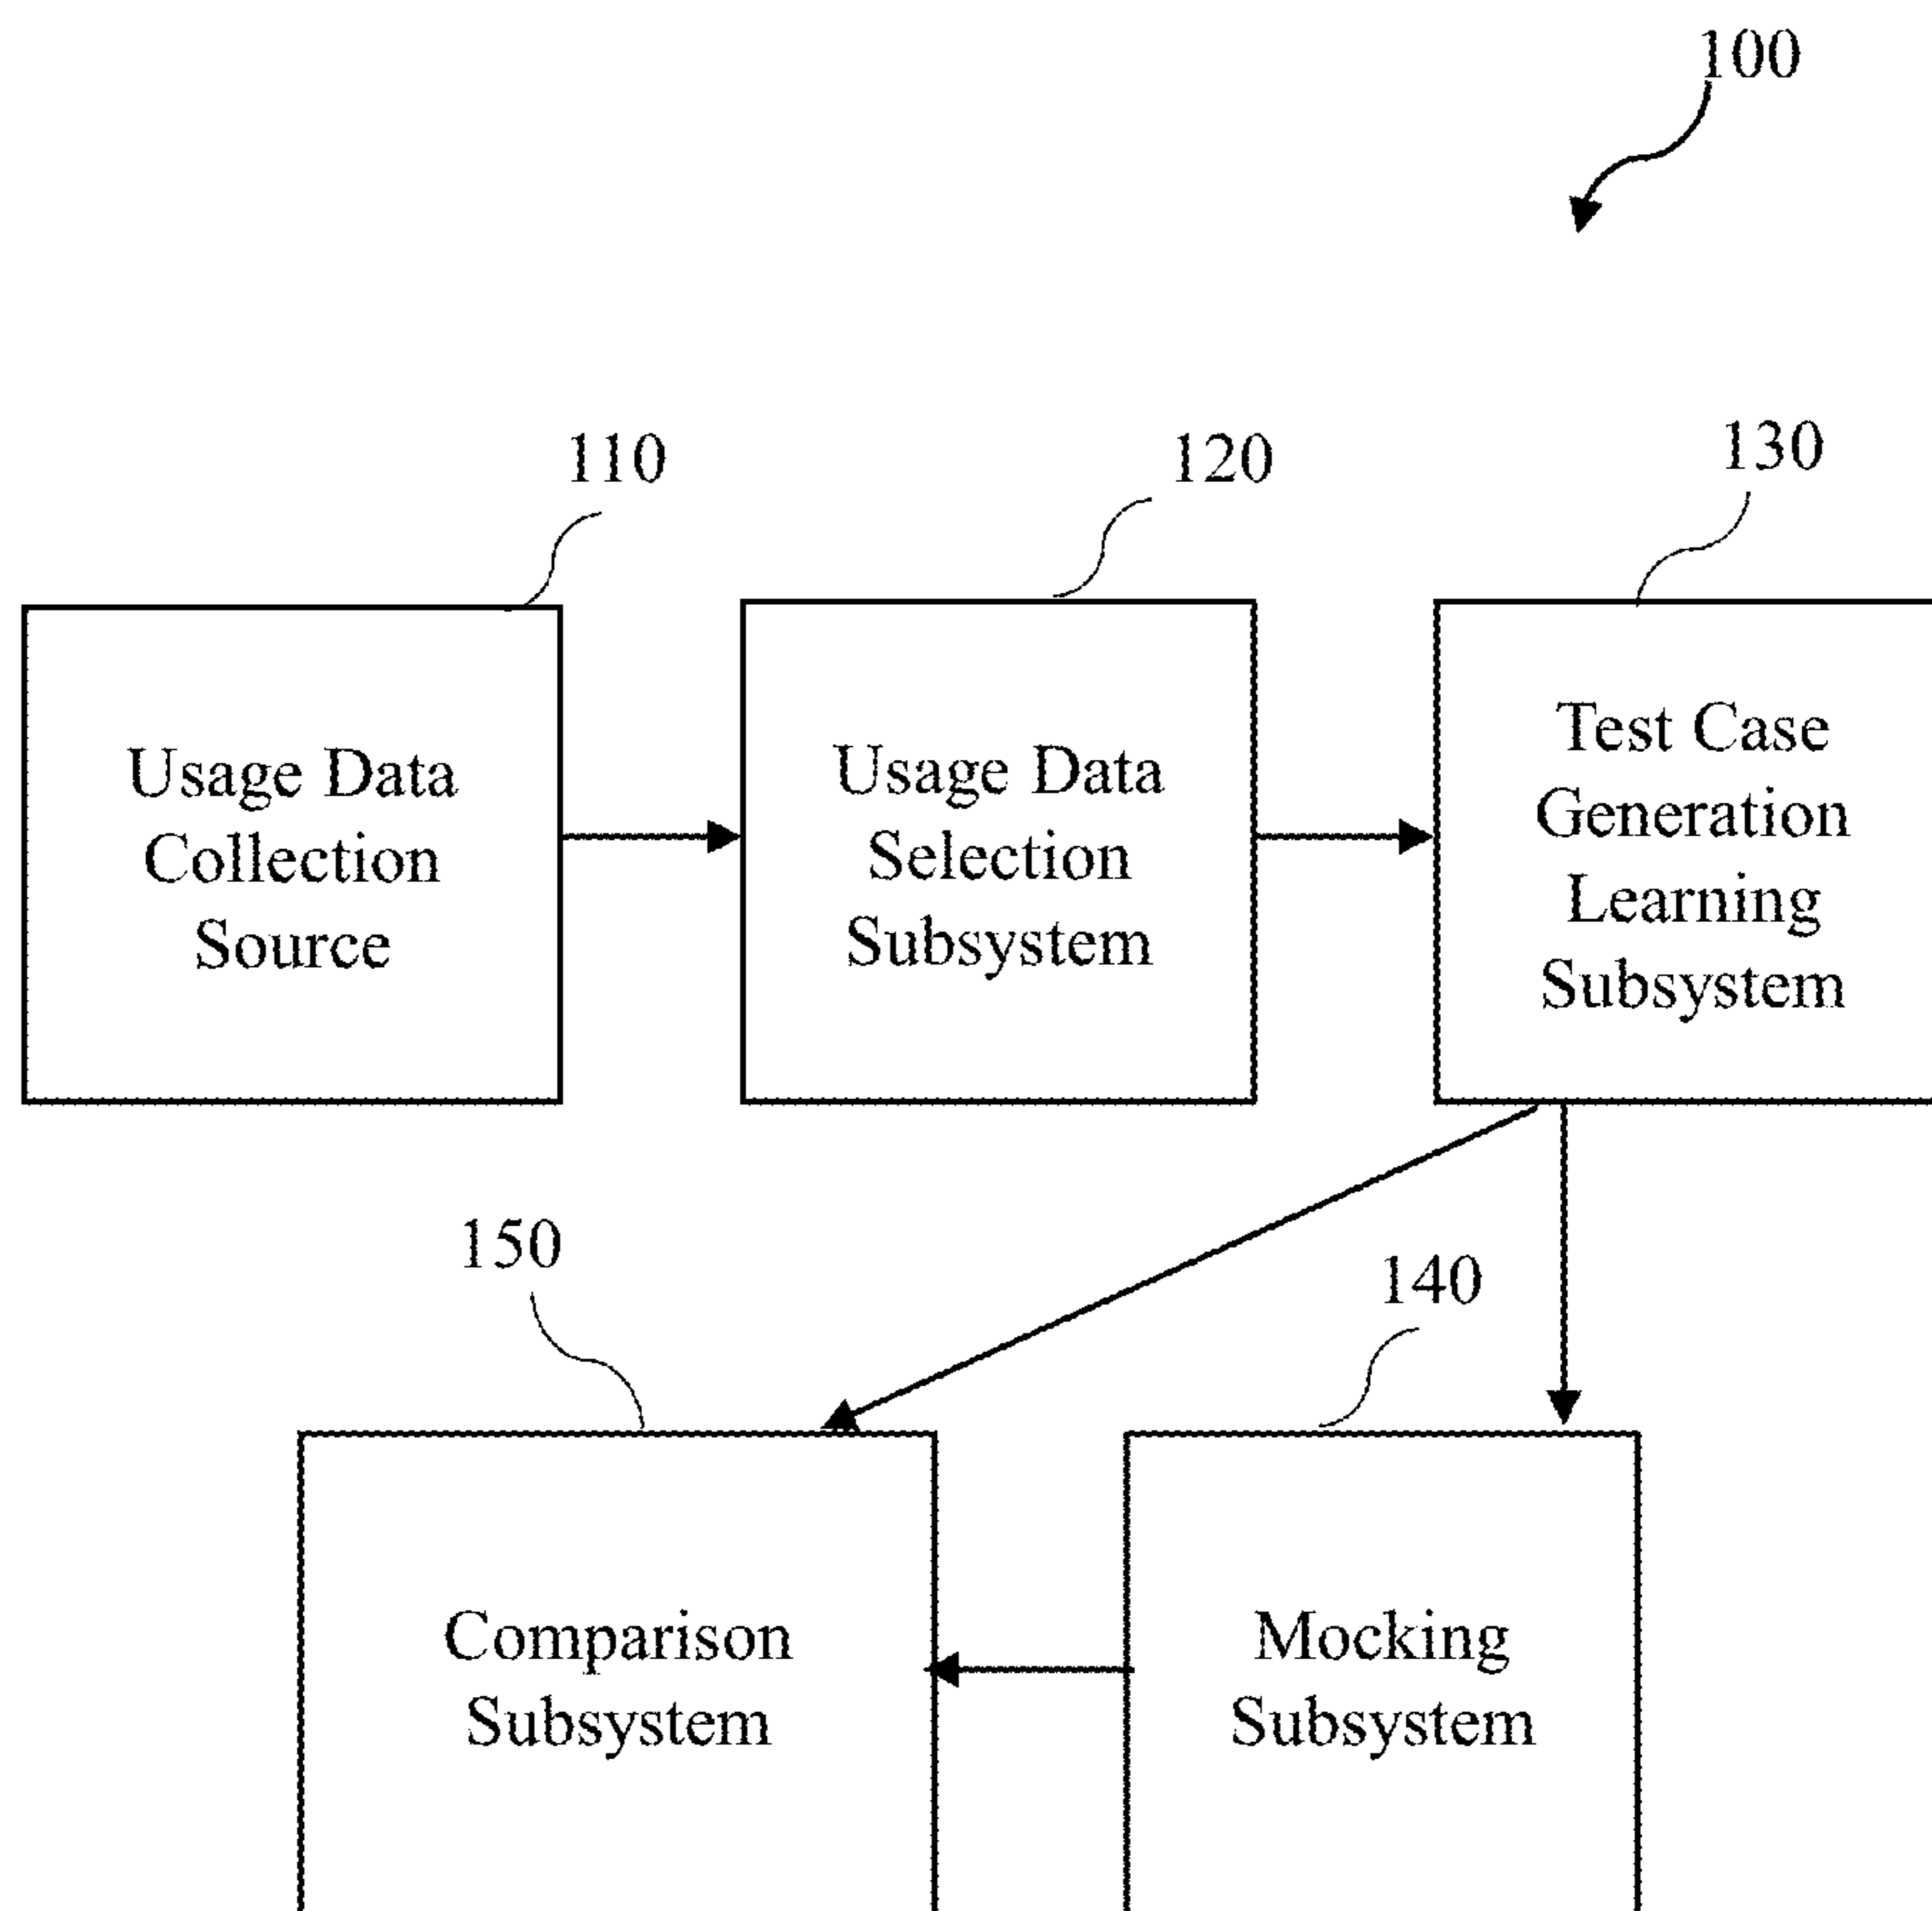 100
110
120
130
Usage Data
Collection
Source
Usage Data
Selection
Subsystem
Test Case
Generation
Learning
Subsystem
150
140
Comparison
Subsystem
Mocking
Subsystem